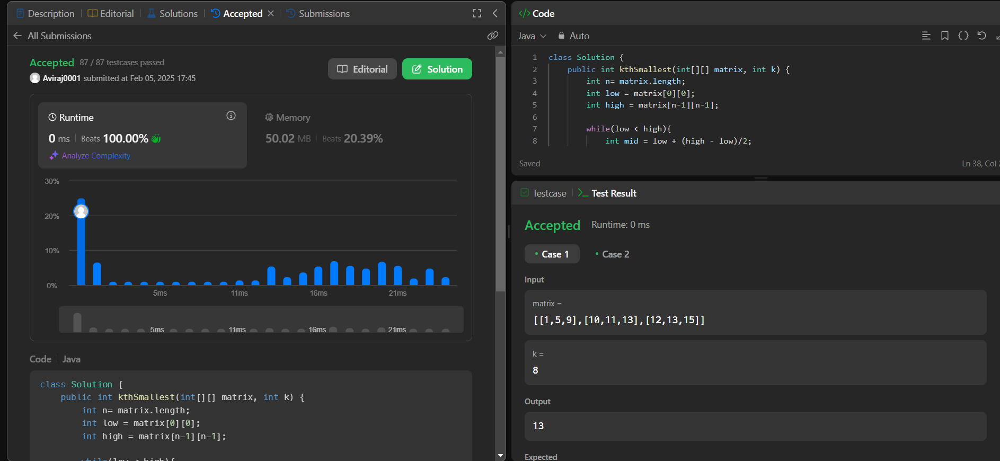 Description | Editorial | Solutions | Accepted × Submissions
All Submissions
Accepted 87 / 87 testcases passed
Aviraj0001 submitted at Feb 05, 2025 17:45
Editorial
Solution
Runtime
0 ms | Beats 100.00%
Analyze Complexity
Memory
50.02 MB | Beats 20.39%
30%
20%
10%
0%
5ms 11ms 16ms 21ms
5ms 11ms 16ms 21ms
Code | Java
class Solution {
public int kthSmallest(int[][] matrix, int k) {
int n= matrix.length;
int low = matrix[0][0];
int high = matrix[n-1][n-1];
while(low < high){
</> Code
Java Auto
1 class Solution {
2 public int kthSmallest(int[][] matrix, int k) {
3 int n= matrix.length;
4 int low = matrix[0][0];
5 int high = matrix[n-1][n-1];
6
7 while(low < high){
8 int mid = low + (high - low)/2;
Saved
Ln 38, Col
Testcase | >_ Test Result
Accepted Runtime: 0 ms
• Case 1 • Case 2
Input
matrix =
[[1,5,9],[10,11,13],[12,13,15]]
k =
8
Output
13
Expected